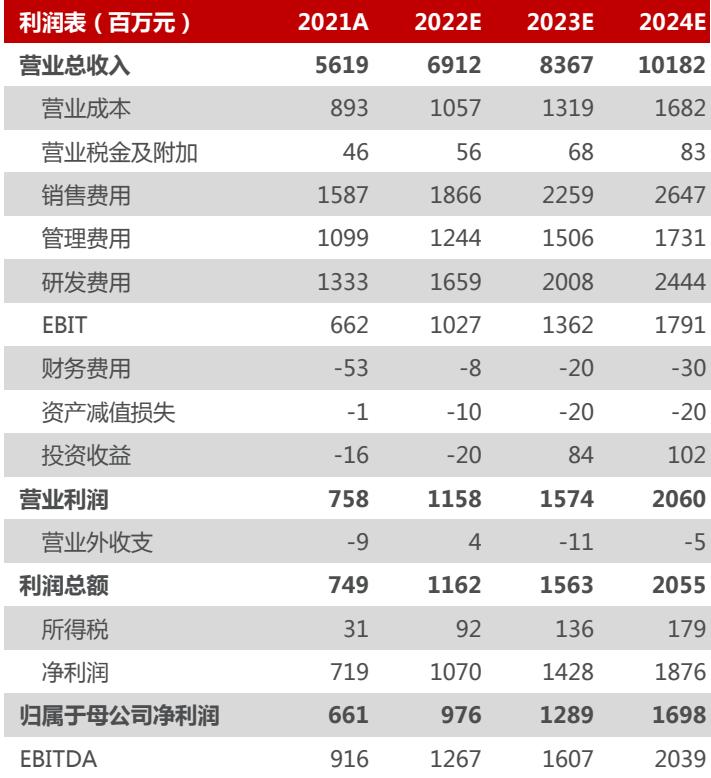 利润表（百万元） 2021A 2022E 2023E 2024E
营业总收入 5619 6912 8367 10182
营业成本 893 1057 1319 1682
营业税金及附加 46 56 68 83
销售费用 1587 1866 2259 2647
管理费用 1099 1244 1506 1731
研发费用 1333 1659 2008 2444
EBIT 662 1027 1362 1791
财务费用 -53 -8 -20 -30
资产减值损失 -1 -10 -20 -20
投资收益 -16 -20 84 102
营业利润 758 1158 1574 2060
营业外收支 -9 4 -11 -5
利润总额 749 1162 1563 2055
所得税 31 92 136 179
净利润 719 1070 1428 1876
归属于母公司净利润 661 976 1289 1698
EBITDA 916 1267 1607 2039